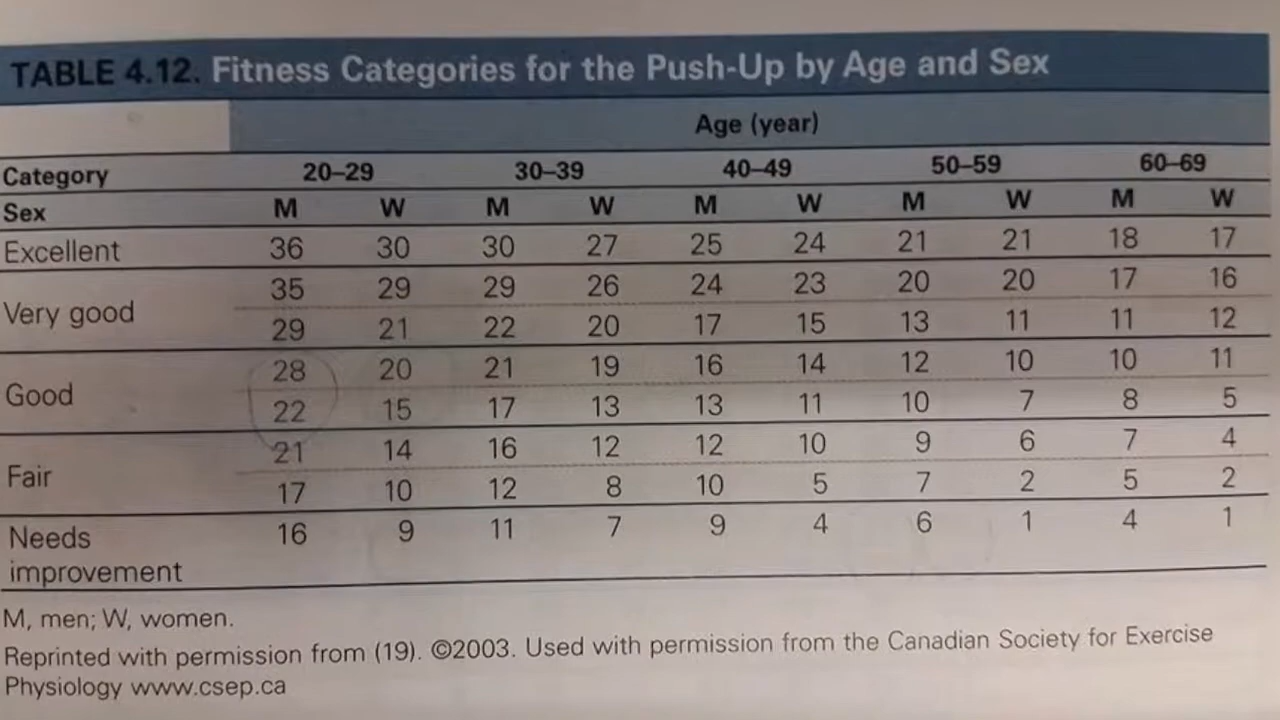 TABLE 4.12. Fitness Categories for the Push-Up by Age and Sex
Age (year)
Category 20–29 30–39 40–49 50–59 60–69
Sex M W M W M W M W M W
Excellent 36 30 30 27 25 24 21 21 18 17
Very good 35 29 29 26 24 23 20 20 17 16
29 21 22 20 17 15 13 11 11 12
Good 28 20 21 19 16 14 12 10 10 11
22 15 17 13 13 11 10 7 8 5
Fair 21 14 16 12 12 10 9 6 7 4
17 10 12 8 10 5 7 2 5 2
Needs 16 9 11 7 9 4 6 1 4 1
improvement
M, men; W, women.
Reprinted with permission from (19). ©2003. Used with permission from the Canadian Society for Exercise
Physiology www.csep.ca